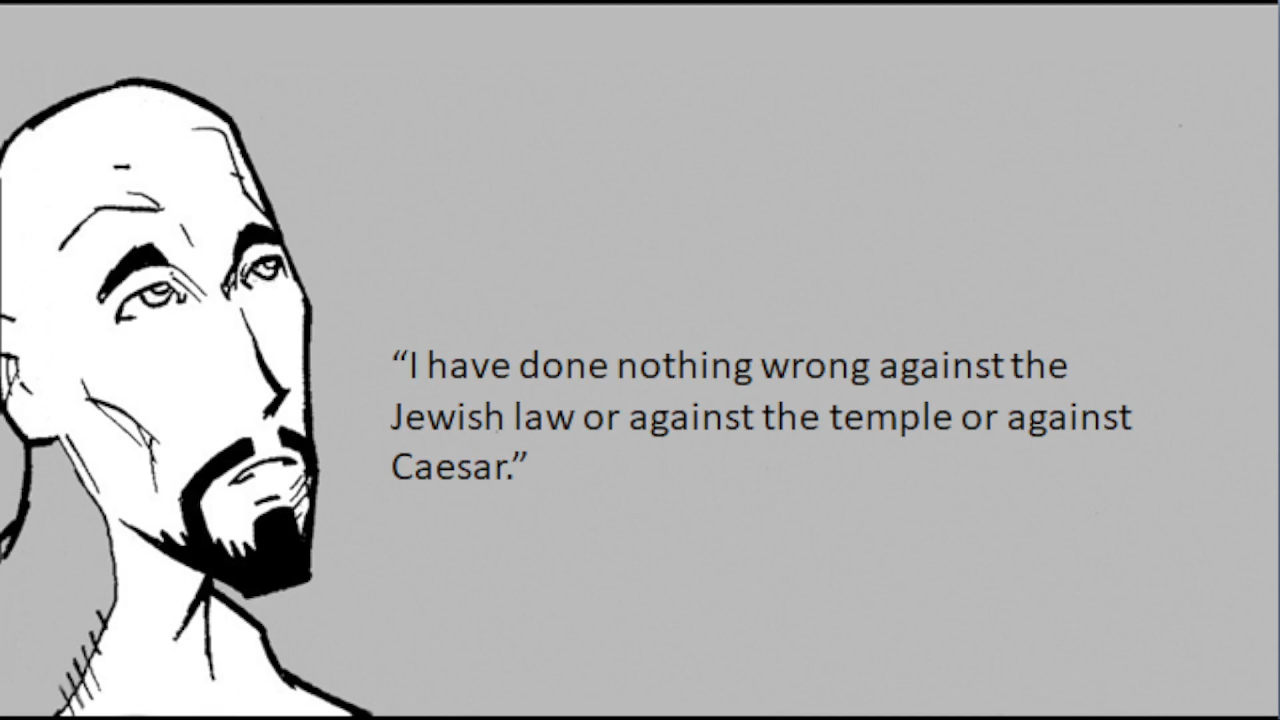 “I have done nothing wrong against the
Jewish law or against the temple or against
Caesar.”